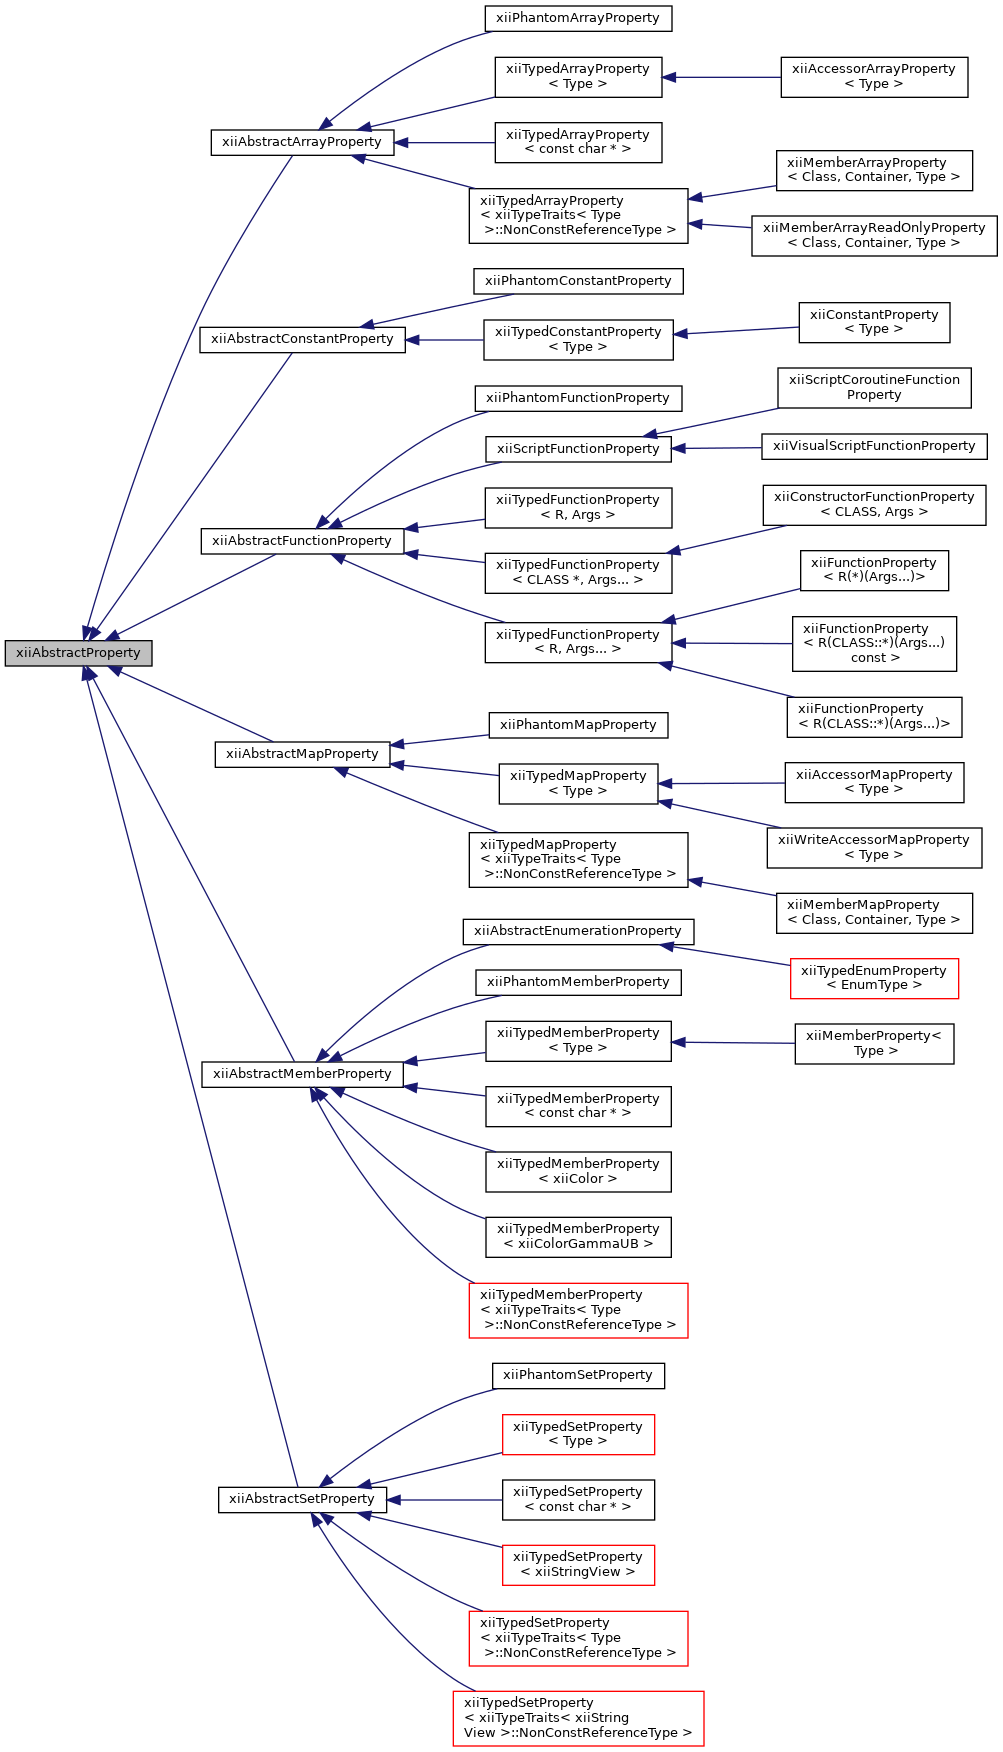 xiiPhantomArrayProperty
xiiTypedArrayProperty
< Type >
xiiAccessorArrayProperty
< Type >
xiiAbstractArrayProperty
xiiTypedArrayProperty
< const char * >
xiiMemberArrayProperty
< Class, Container, Type >
xiiTypedArrayProperty
< xiiTypeTraits< Type
>::NonConstReferenceType >
xiiMemberArrayReadOnlyProperty
< Class, Container, Type >
xiiPhantomConstantProperty
xiiConstantProperty
< Type >
xiiAbstractConstantProperty
xiiTypedConstantProperty
< Type >
xiiScriptCoroutineFunction
Property
xiiPhantomFunctionProperty
xiiScriptFunctionProperty
xiiVisualScriptFunctionProperty
xiiTypedFunctionProperty
< R, Args >
xiiConstructorFunctionProperty
< CLASS, Args >
xiiAbstractFunctionProperty
xiiTypedFunctionProperty
< CLASS *, Args... >
xiiFunctionProperty
< R(*)(Args...)>
xiiTypedFunctionProperty
< R, Args... >
xiiFunctionProperty
< R(CLASS::*)(Args...)
const >
xiiAbstractProperty
xiiFunctionProperty
< R(CLASS::*)(Args...)>
xiiPhantomMapProperty
xiiAbstractMapProperty
xiiTypedMapProperty
< Type >
xiiAccessorMapProperty
< Type >
xiiWriteAccessorMapProperty
< Type >
xiiTypedMapProperty
< xiiTypeTraits< Type
>::NonConstReferenceType >
xiiMemberMapProperty
< Class, Container, Type >
xiiAbstractEnumerationProperty
xiiTypedEnumProperty
< EnumType >
xiiPhantomMemberProperty
xiiTypedMemberProperty
< Type >
xiiMemberProperty<
Type >
xiiAbstractMemberProperty
xiiTypedMemberProperty
< const char * >
xiiTypedMemberProperty
< xiiColor >
xiiTypedMemberProperty
< xiiColorGammaUB >
xiiTypedMemberProperty
< xiiTypeTraits< Type
>::NonConstReferenceType >
xiiPhantomSetProperty
xiiTypedSetProperty
< Type >
xiiAbstractSetProperty
xiiTypedSetProperty
< const char * >
xiiTypedSetProperty
< xiiStringView >
xiiTypedSetProperty
< xiiTypeTraits< Type
>::NonConstReferenceType >
xiiTypedSetProperty
< xiiTypeTraits< xiiString
View >::NonConstReferenceType >